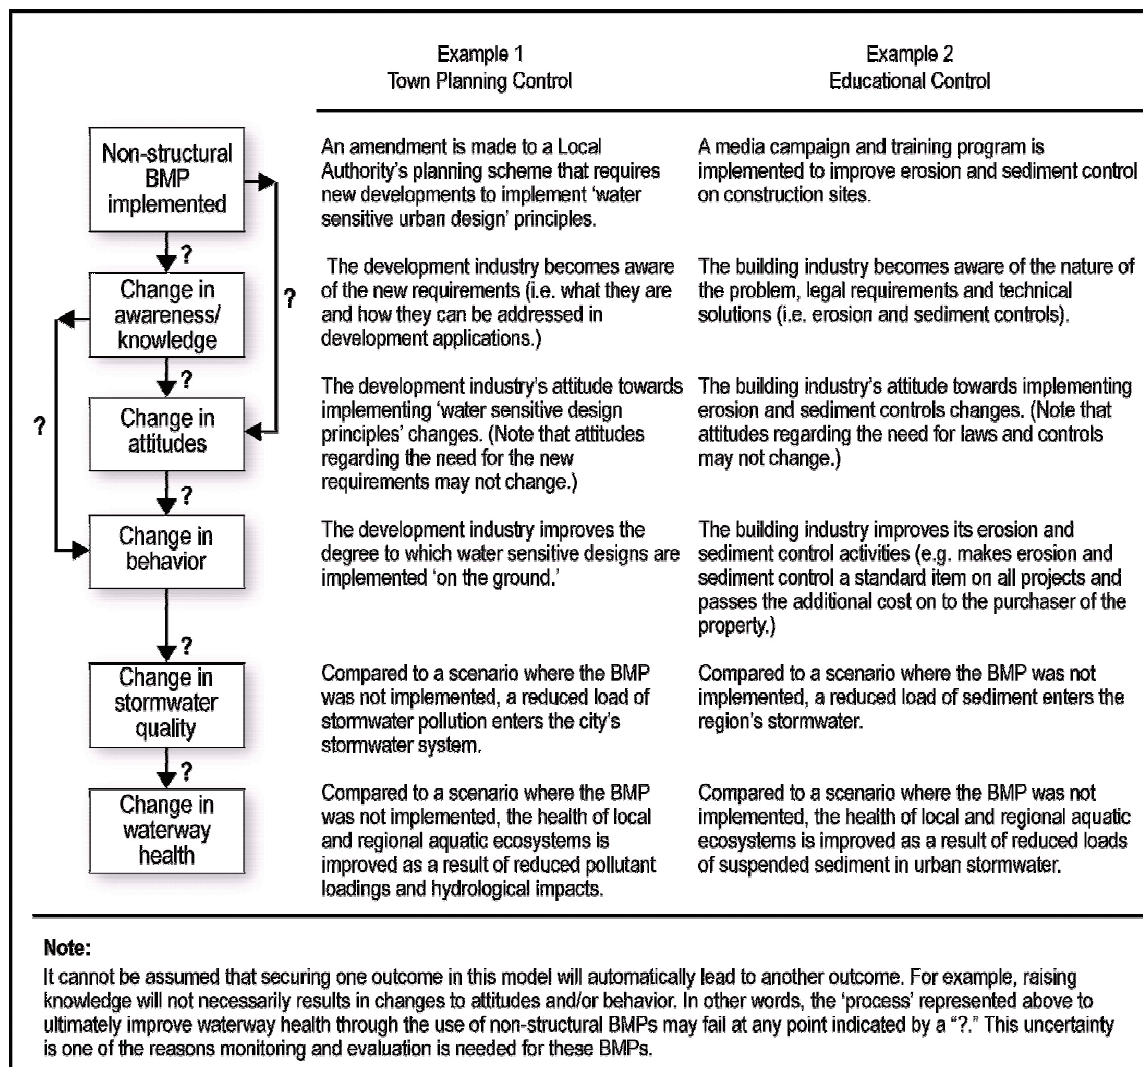 Example 1
Town Planning Control
Example 2
Educational Control
Non-structural
BMP
implemented
An amendment is made to a Local
Authority's planning scheme that requires
new developments to implement 'water
sensitive urban design' principles.
A media campaign and training program is
implemented to improve erosion and sediment control
on construction sites.
?
?
Change in
awareness/
knowledge
The development industry becomes aware
of the new requirements (i.e. what they are
and how they can be addressed in
development applications.)
The building industry becomes aware of the nature of
the problem, legal requirements and technical
solutions (i.e. erosion and sediment controls).
?
?
Change in
attitudes
The development industry's attitude towards
implementing 'water sensitive design
principles' changes. (Note that attitudes
regarding the need for the new
requirements may not change.)
The building industry's attitude towards implementing
erosion and sediment controls changes. (Note that
attitudes regarding the need for laws and controls
may not change.)
?
Change in
behavior
The development industry improves the
degree to which water sensitive designs are
implemented 'on the ground.'
The building industry improves its erosion and
sediment control activities (e.g. makes erosion and
sediment control a standard item on all projects and
passes the additional cost on to the purchaser of the
property.)
?
Change in
stormwater
quality
Compared to a scenario where the BMP
was not implemented, a reduced load of
stormwater pollution enters the city's
stormwater system.
Compared to a scenario where the BMP was not
implemented, a reduced load of sediment enters the
region's stormwater.
?
Change in
waterway
health
Compared to a scenario where the BMP
was not implemented, the health of local
and regional aquatic ecosystems is
improved as a result of reduced pollutant
loadings and hydrological impacts.
Compared to a scenario where the BMP was not
implemented, the health of local and regional aquatic
ecosystems is improved as a result of reduced loads
of suspended sediment in urban stormwater.
Note:
It cannot be assumed that securing one outcome in this model will automatically lead to another outcome. For example, raising
knowledge will not necessarily results in changes to attitudes and/or behavior. In other words, the 'process' represented above to
ultimately improve waterway health through the use of non-structural BMPs may fail at any point indicated by a "?." This uncertainty
is one of the reasons monitoring and evaluation is needed for these BMPs.